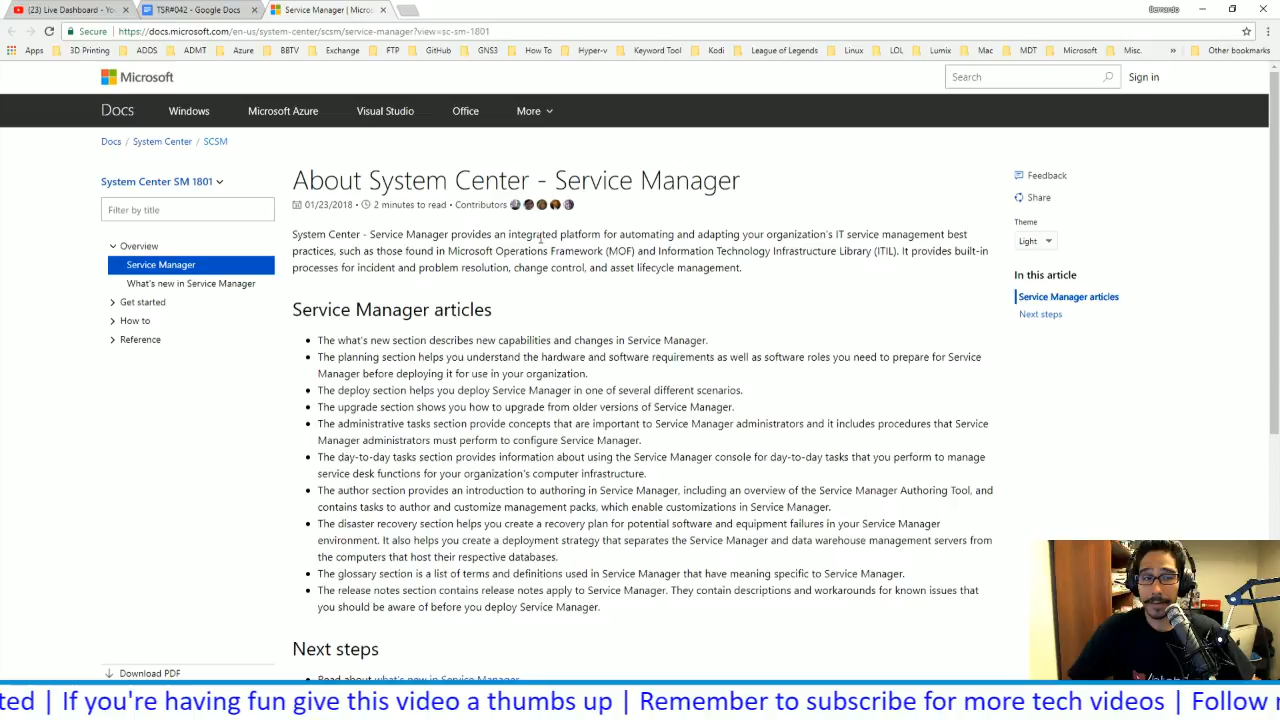 (23) Live Dashboard - You
TSR#042 - Google Docs
Service Manager | Micros
Bernardo
Secure | https://docs.microsoft.com/en-us/system-center/scsm/service-manager?view=sc-sm-1801
Apps 3D Printing ADDS ADMT Azure BBTV Exchange FTP GitHub GNS3 How To Hyper-v Keyword Tool Kodi League of Legends Linux LOL Lumix Mac MDT Microsoft Misc. » Other bookmarks
Microsoft
Search
Sign in
Docs Windows Microsoft Azure Visual Studio Office More
Docs / System Center / SCSM
System Center SM 1801
Filter by title
Overview
Service Manager
What's new in Service Manager
Get started
How to
Reference
Download PDF
About System Center - Service Manager
01/23/2018 • 2 minutes to read • Contributors
System Center - Service Manager provides an integrated platform for automating and adapting your organization's IT service management best
practices, such as those found in Microsoft Operations Framework (MOF) and Information Technology Infrastructure Library (ITIL). It provides built-in
processes for incident and problem resolution, change control, and asset lifecycle management.
Service Manager articles
• The what's new section describes new capabilities and changes in Service Manager.
• The planning section helps you understand the hardware and software requirements as well as software roles you need to prepare for Service
Manager before deploying it for use in your organization.
• The deploy section helps you deploy Service Manager in one of several different scenarios.
• The upgrade section shows you how to upgrade from older versions of Service Manager.
• The administrative tasks section provide concepts that are important to Service Manager administrators and it includes procedures that Service
Manager administrators must perform to configure Service Manager.
• The day-to-day tasks section provides information about using the Service Manager console for day-to-day tasks that you perform to manage
service desk functions for your organization's computer infrastructure.
• The author section provides an introduction to authoring in Service Manager, including an overview of the Service Manager Authoring Tool, and
contains tasks to author and customize management packs, which enable customizations in Service Manager.
• The disaster recovery section helps you create a recovery plan for potential software and equipment failures in your Service Manager
environment. It also helps you create a deployment strategy that separates the Service Manager and data warehouse management servers from
the computers that host their respective databases.
• The glossary section is a list of terms and definitions used in Service Manager that have meaning specific to Service Manager.
• The release notes section contains release notes apply to Service Manager. They contain descriptions and workarounds for known issues that
you should be aware of before you deploy Service Manager.
Next steps
Read about what's new in Service Manager.
Feedback
Share
Theme
Light
In this article
Service Manager articles
Next steps
ted | If you're having fun give this video a thumbs up | Remember to subscribe for more tech videos | Follow